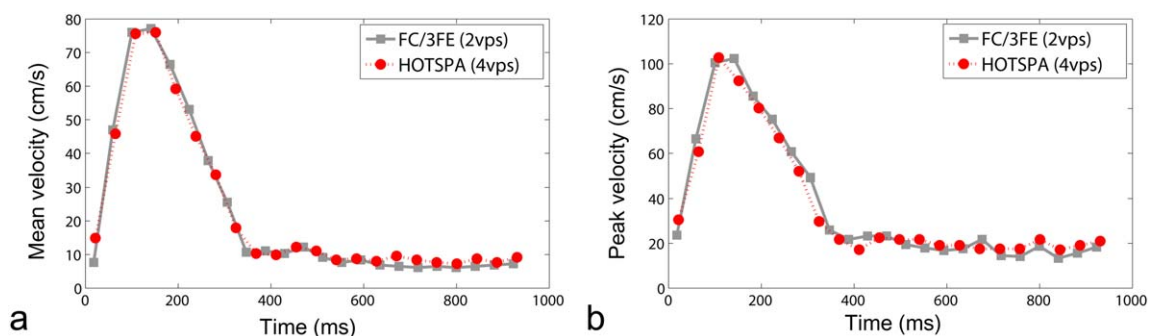 80
70
60
50
40
30
20
10
0
Mean velocity (cm/s)
FC/3FE (2vps)
HOTSPA (4vps)
0 200 400 600 800 1000
Time (ms)
a
120
100
80
60
40
20
0
Peak velocity (cm/s)
FC/3FE (2vps)
HOTSPA (4vps)
0 200 400 600 800 1000
Time (ms)
b